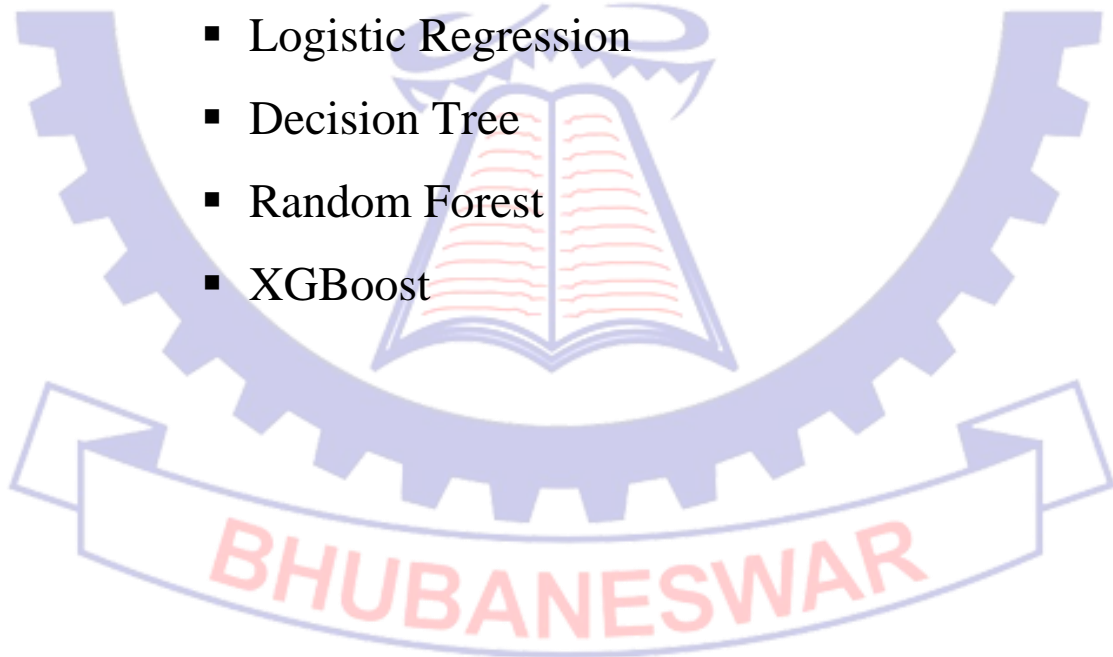 ▪ Logistic Regression
▪ Decision Tree
▪ Random Forest
▪ XGBoost
BHUBANESWAR